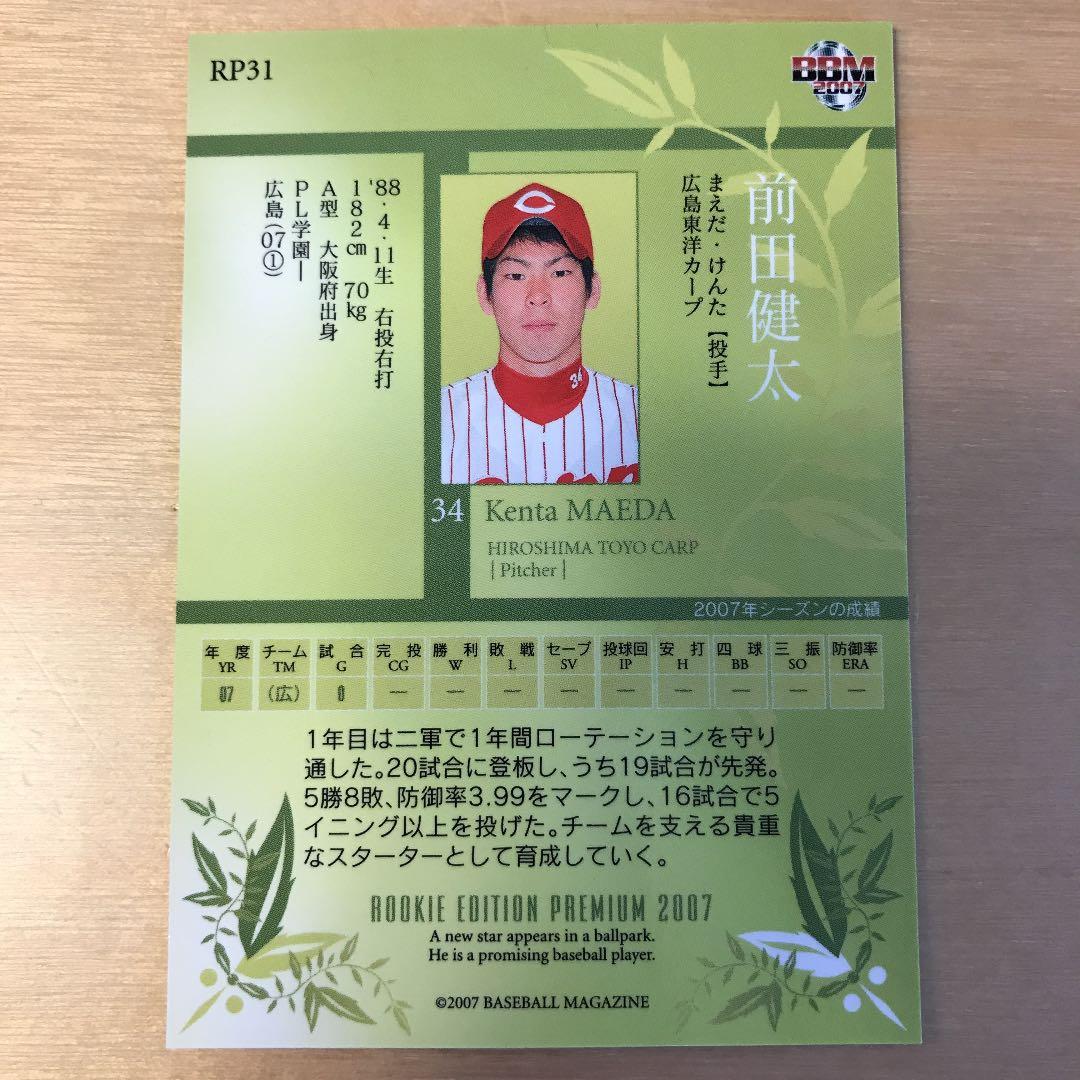 RP31
BBM
2007
前田健太
まえだ・けんた【投手】
広島東洋カープ
'88・4・11生 右投右打
182㎝ 70㎏
A型 大阪府出身
PL学園―
広島(07①)
C
34
34 Kenta MAEDA
HIROSHIMA TOYO CARP
| Pitcher |
2007年シーズンの成績
年度 チーム 試合 完投 勝利 敗戦 セーブ 投球回 安打 四球 三振 防御率
YR TM G CG W L SV IP H BB SO ERA
07 (広) 0 — — — — — — — — —
1年目は二軍で1年間ローテーションを守り
通した。20試合に登板し、うち19試合が先発。
5勝8敗、防御率3.99をマークし、16試合で5
イニング以上を投げた。チームを支える貴重
なスターターとして育成していく。
ROOKIE EDITION PREMIUM 2007
A new star appears in a ballpark.
He is a promising baseball player.
©2007 BASEBALL MAGAZINE